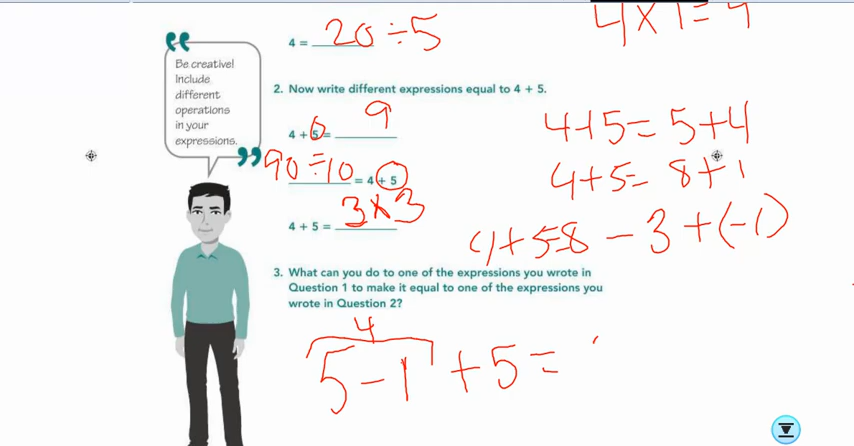 4 = 20 ÷ 5
4 x 1 = 4
❝
Be creative!
Include
different
operations
in your
expressions.
❞
2. Now write different expressions equal to 4 + 5.
4 + 5 = 9
90 ÷ 10 = 4 + 5
4 + 5 = 3 x 3
4+5 = 5+4
4+5 = 8+1
4+5=8 - 3 + (-1)
3. What can you do to one of the expressions you wrote in
Question 1 to make it equal to one of the expressions you
wrote in Question 2?
4
5 - 1 + 5 =